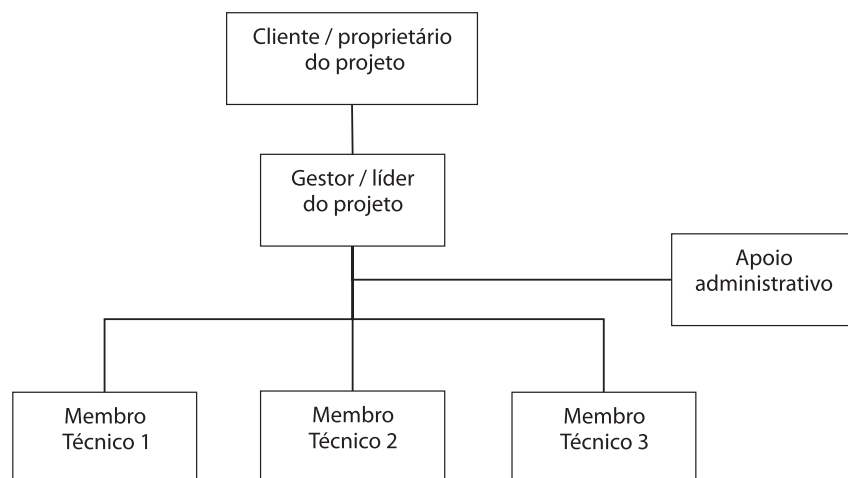 Cliente / proprietário
do projeto
Gestor / líder
do projeto
Apoio
administrativo
Membro
Técnico 1
Membro
Técnico 2
Membro
Técnico 3